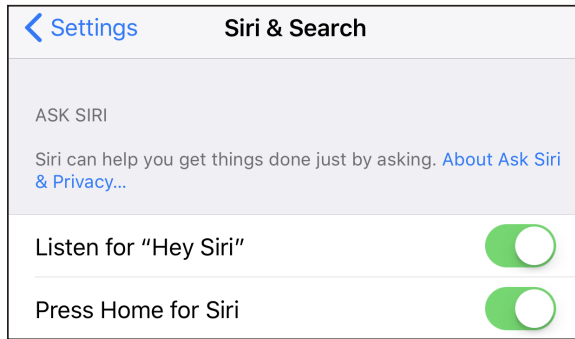 Settings Siri & Search
ASK SIRI
Siri can help you get things done just by asking. About Ask Siri
& Privacy...
Listen for “Hey Siri”
Press Home for Siri